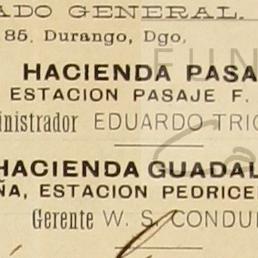 ADO GENERAL.
85. Durango, Dgo,
HACIENDA PASA
ESTACION PASAJE F.
inistrador EDUARDO TRIC
HACIENDA GUADAL
ÑA, ESTACION PEDRICE
Gerente W. S. CONDU